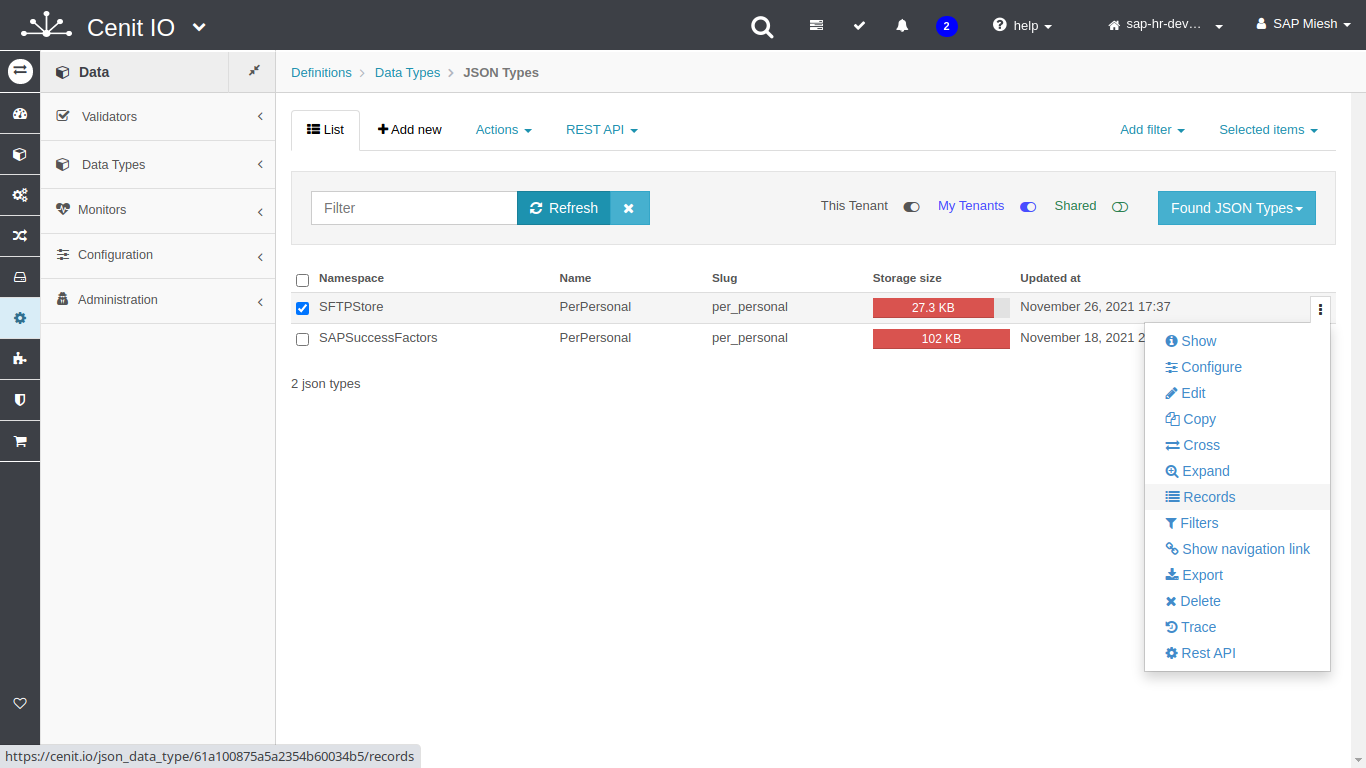 Cenit IO
2
help
sap-hr-dev…
SAP Miesh
Data
Definitions
Data Types
JSON Types
Validators
Data Types
Monitors
Configuration
Administration
List
Add new
Actions
REST API
Add filter
Selected items
Filter
Refresh
This Tenant
My Tenants
Shared
Found JSON Types
Namespace Name Slug Storage size Updated at
SFTPStore PerPersonal per_personal 27.3 KB November 26, 2021 17:37
SAPSuccessFactors PerPersonal per_personal 102 KB November 18, 2021 2
2 json types
Show
Configure
Edit
Copy
Cross
Expand
Records
Filters
Show navigation link
Export
Delete
Trace
Rest API
https://cenit.io/json_data_type/61a100875a5a2354b60034b5/records